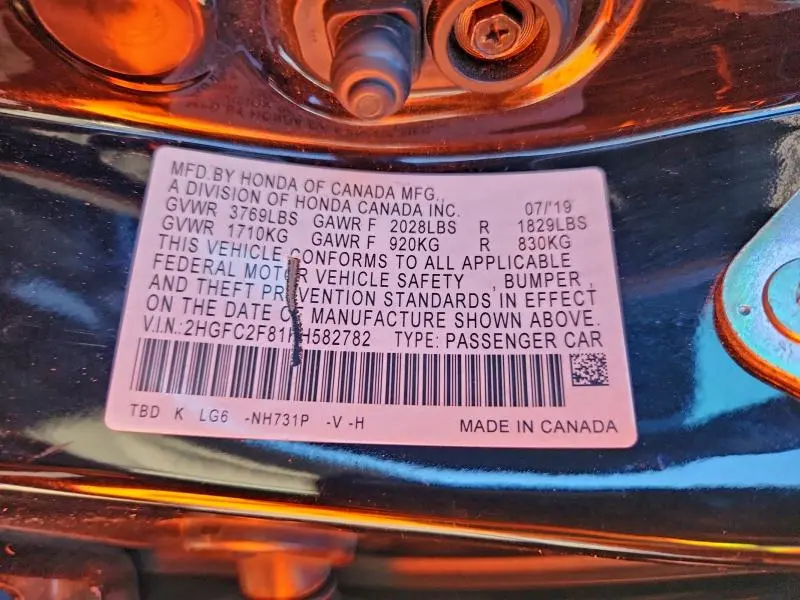 MFD.BY HONDA OF CANADA MFG.,
A DIVISION OF HONDA CANADA INC. 07/'19
GVWR 3769LBS GAWR F 2028LBS R 1829LBS
GVWR 1710KG GAWR F 920KG R 830KG
THIS VEHICLE CONFORMS TO ALL APPLICABLE
FEDERAL MOTOR VEHICLE SAFETY , BUMPER ,
AND THEFT PREVENTION STANDARDS IN EFFECT
ON THE DATE OF MANUFACTURE SHOWN ABOVE.
V.I.N.:2HGFC2F81KH582782 TYPE: PASSENGER CAR
TBD K LG6 -NH731P -V -H MADE IN CANADA